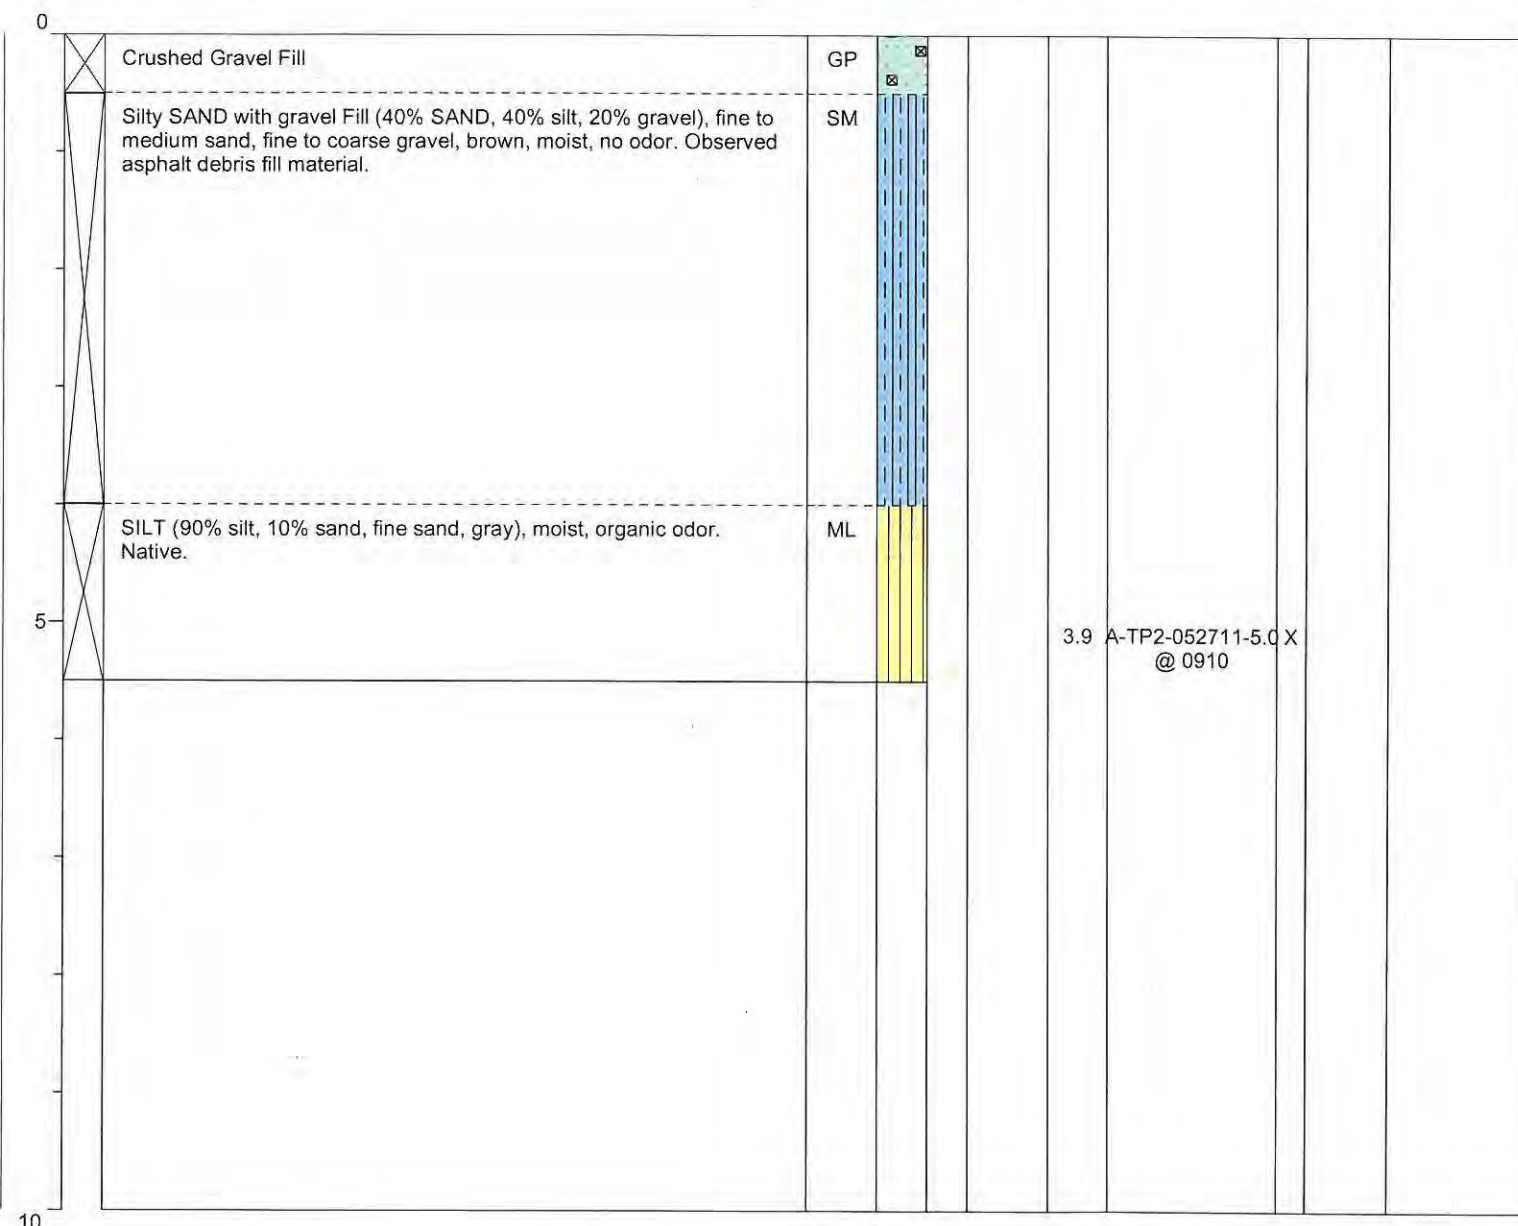 0
Crushed Gravel Fill
GP
Silty SAND with gravel Fill (40% SAND, 40% silt, 20% gravel), fine to
medium sand, fine to coarse gravel, brown, moist, no odor. Observed
asphalt debris fill material.
SM
SILT (90% silt, 10% sand, fine sand, gray), moist, organic odor.
Native.
ML
5
3.9 A-TP2-052711-5.0 X
@ 0910
10